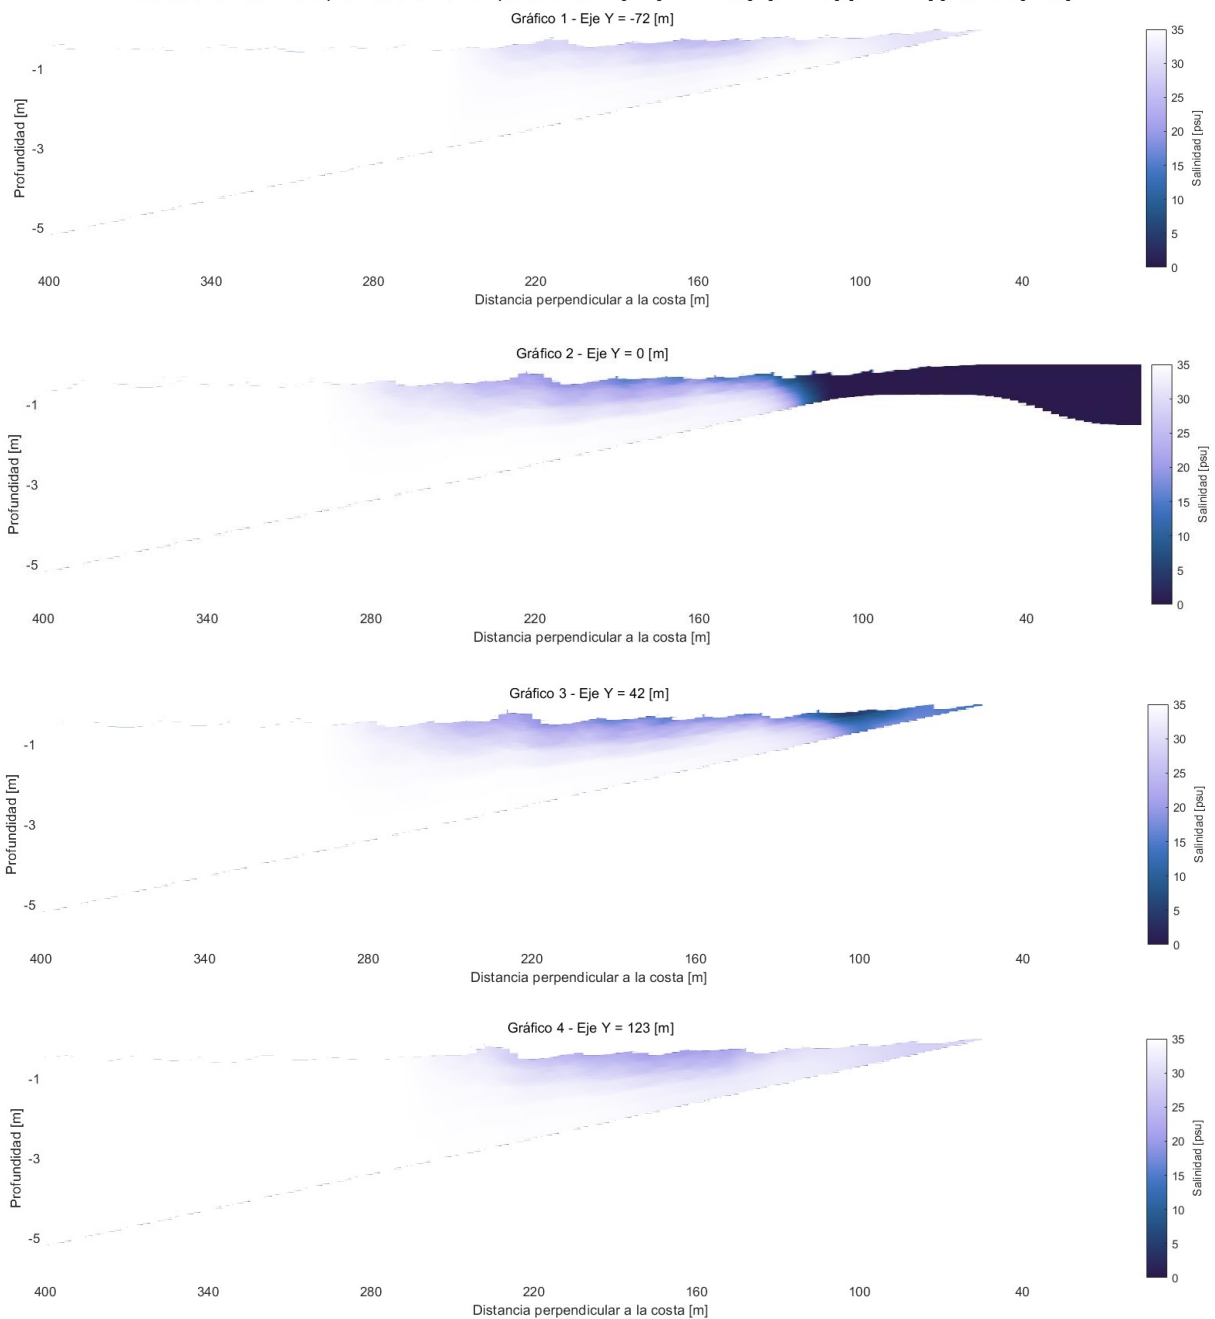 Gráfico 1 - Eje Y = -72 [m]
Profundidad [m]
-1
-3
-5
400 340 280 220 160 100 40
Distancia perpendicular a la costa [m]
35
30
25
20
15
10
5
0
Salinidad [psu]
Gráfico 2 - Eje Y = 0 [m]
Profundidad [m]
-1
-3
-5
400 340 280 220 160 100 40
Distancia perpendicular a la costa [m]
35
30
25
20
15
10
5
0
Salinidad [psu]
Gráfico 3 - Eje Y = 42 [m]
Profundidad [m]
-1
-3
-5
400 340 280 220 160 100 40
Distancia perpendicular a la costa [m]
35
30
25
20
15
10
5
0
Salinidad [psu]
Gráfico 4 - Eje Y = 123 [m]
Profundidad [m]
-1
-3
-5
400 340 280 220 160 100 40
Distancia perpendicular a la costa [m]
35
30
25
20
15
10
5
0
Salinidad [psu]